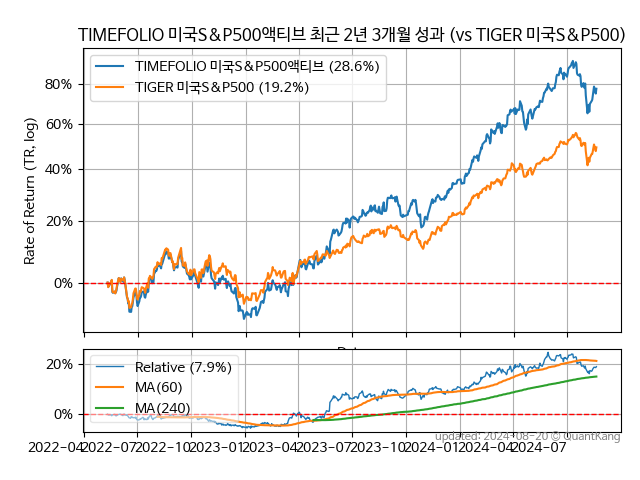 TIMEFOLIO 미국S&P500액티브 최근 2년 3개월 성과 (vs TIGER 미국S&P500)
TIMEFOLIO 미국S&P500액티브 (28.6%)
TIGER 미국S&P500 (19.2%)
Rate of Return (TR, log)
80%
60%
40%
20%
0%
Relative (7.9%)
MA(60)
MA(240)
20%
0%
2022-04 2022-07 2022-10 2023-01 2023-04 2023-07 2023-10 2024-01 2024-04 2024-07
updated: 2024-08-20 © QuantKang